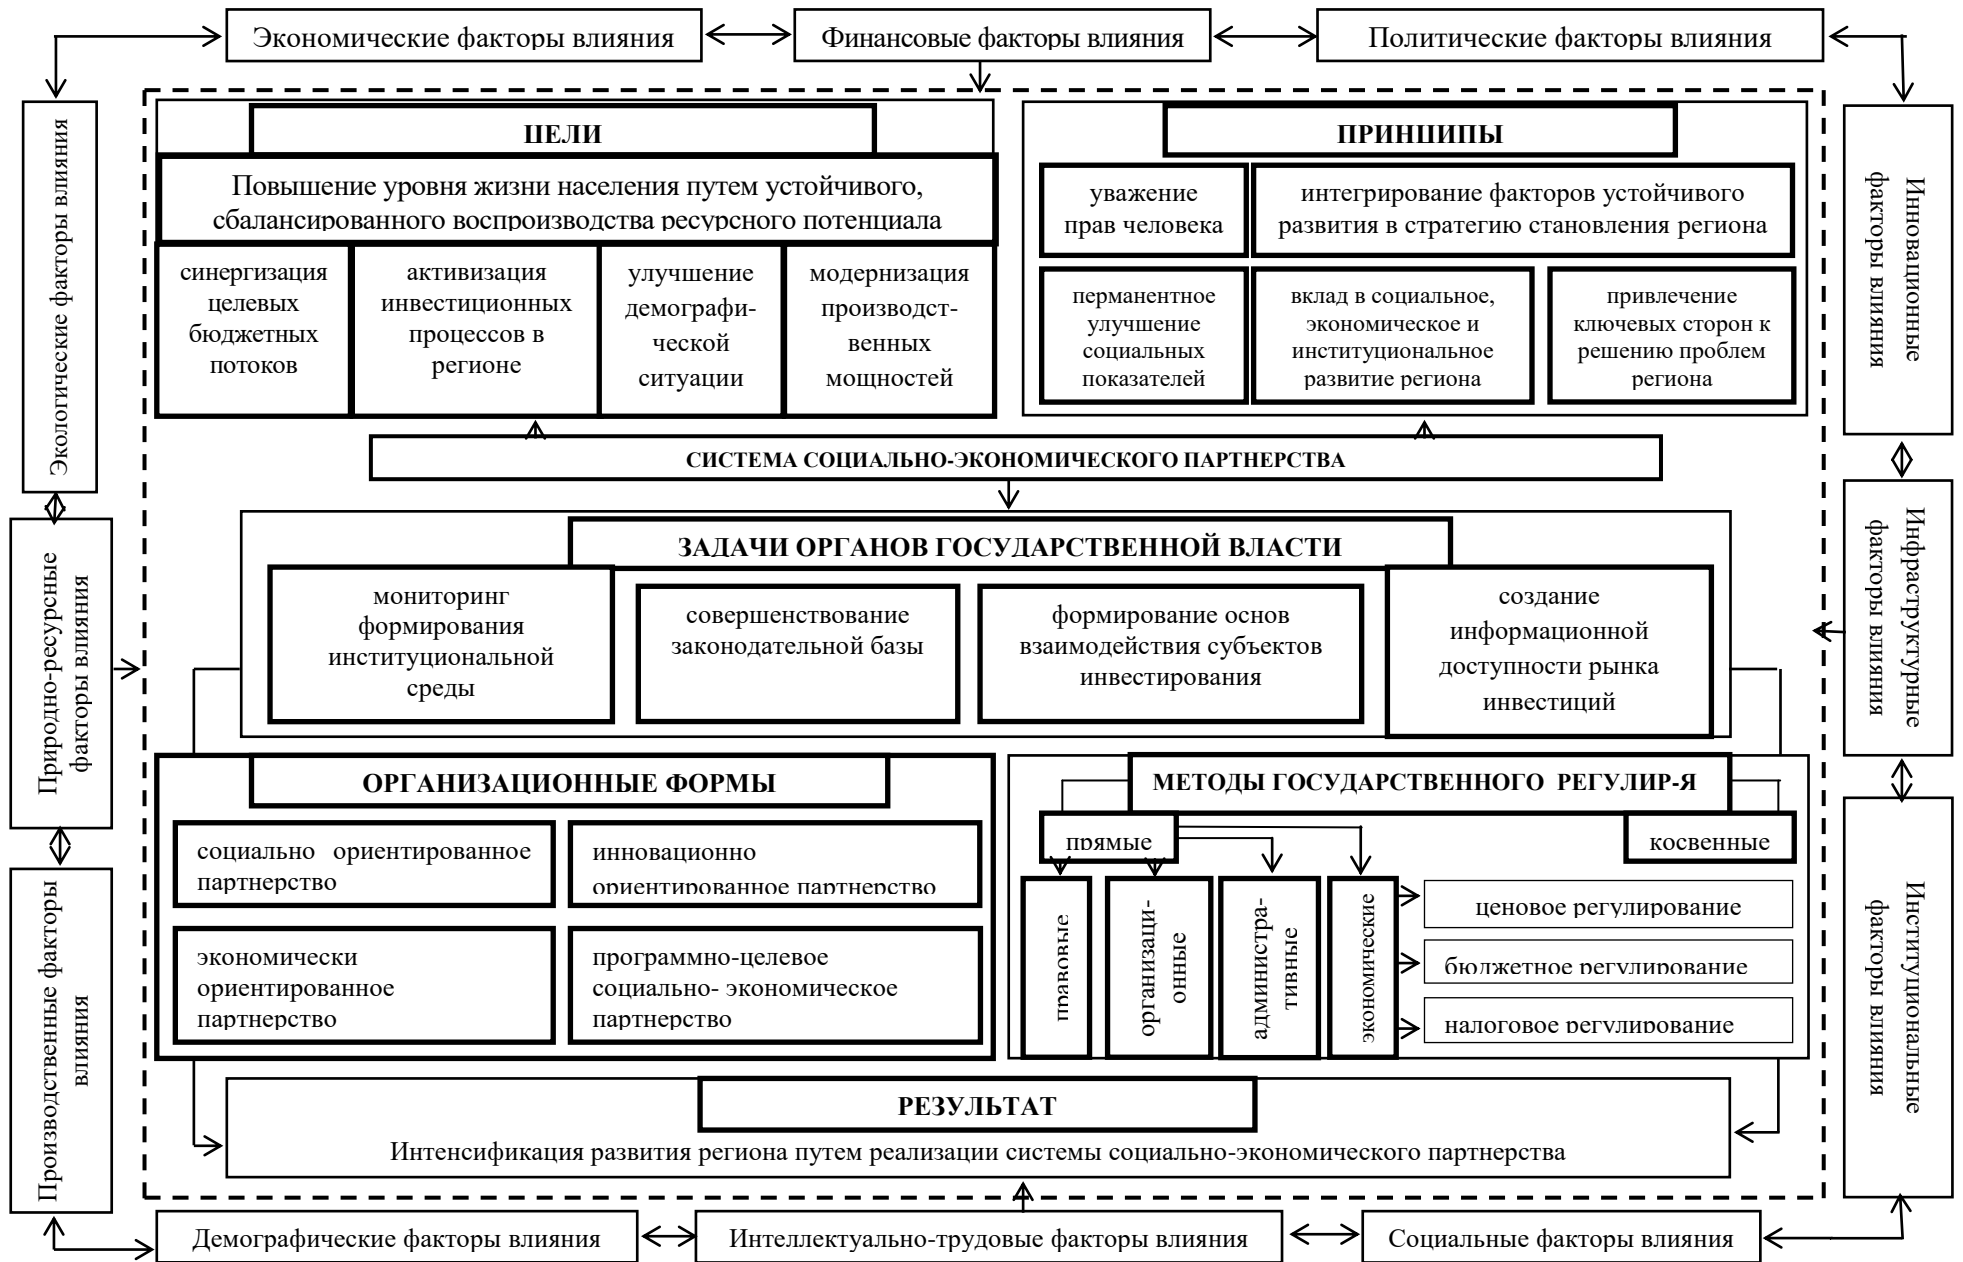 Экономические факторы влияния
Финансовые факторы влияния
Политические факторы влияния
Экологические факторы влияния
Природно-ресурсные
факторы влияния
Производственные факторы
влияния
ЦЕЛИ
Повышение уровня жизни населения путем устойчивого,
сбалансированного воспроизводства ресурсного потенциала
синергизация
целевых
бюджетных
потоков
активизация
инвестиционных
процессов в
регионе
улучшение
демографи-
ческой
ситуации
модернизация
производст-
венных
мощностей
ПРИНЦИПЫ
уважение
прав человека
интегрирование факторов устойчивого
развития в стратегию становления региона
перманентное
улучшение
социальных
показателей
вклад в социальное,
экономическое и
институциональное
развитие региона
привлечение
ключевых сторон к
решению проблем
региона
СИСТЕМА СОЦИАЛЬНО-ЭКОНОМИЧЕСКОГО ПАРТНЕРСТВА
ЗАДАЧИ ОРГАНОВ ГОСУДАРСТВЕННОЙ ВЛАСТИ
мониторинг
формирования
институциональной
среды
совершенствование
законодательной базы
формирование основ
взаимодействия субъектов
инвестирования
создание
информационной
доступности рынка
инвестиций
ОРГАНИЗАЦИОННЫЕ ФОРМЫ
социально ориентированное
партнерство
инновационно
ориентированное партнерство
экономически
ориентированное
партнерство
программно-целевое
социально- экономическое
партнерство
МЕТОДЫ ГОСУДАРСТВЕННОГО РЕГУЛИР-Я
прямые
косвенные
правовые
организаци-
онные
администра-
тивные
экономические
ценовое регулирование
бюджетное регулирование
налоговое регулирование
РЕЗУЛЬТАТ
Интенсификация развития региона путем реализации системы социально-экономического партнерства
Инновационные
факторы влияния
Инфраструктурные
факторы влияния
Институциональные
факторы влияния
Демографические факторы влияния
Интеллектуально-трудовые факторы влияния
Социальные факторы влияния